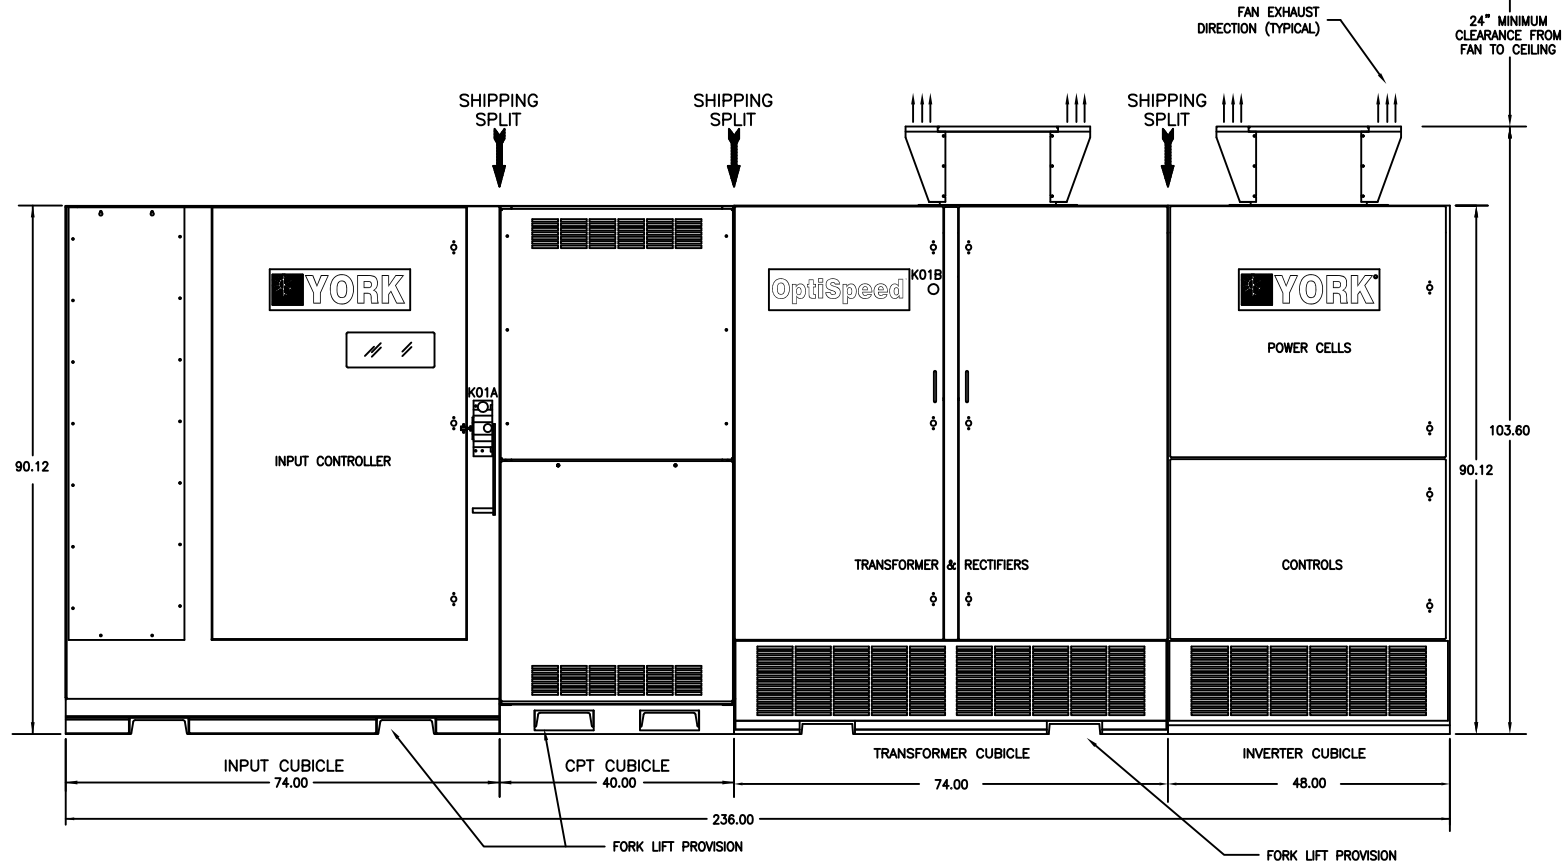 FAN EXHAUST
DIRECTION (TYPICAL)
24" MINIMUM
CLEARANCE FROM
FAN TO CEILING
SHIPPING
SPLIT
SHIPPING
SPLIT
SHIPPING
SPLIT
YORK
OptiSpeed
K01B
YORK
POWER CELLS
K01A
INPUT CONTROLLER
90.12
103.60
90.12
TRANSFORMER & RECTIFIERS
CONTROLS
INPUT CUBICLE
74.00
CPT CUBICLE
40.00
TRANSFORMER CUBICLE
74.00
INVERTER CUBICLE
48.00
236.00
FORK LIFT PROVISION
FORK LIFT PROVISION